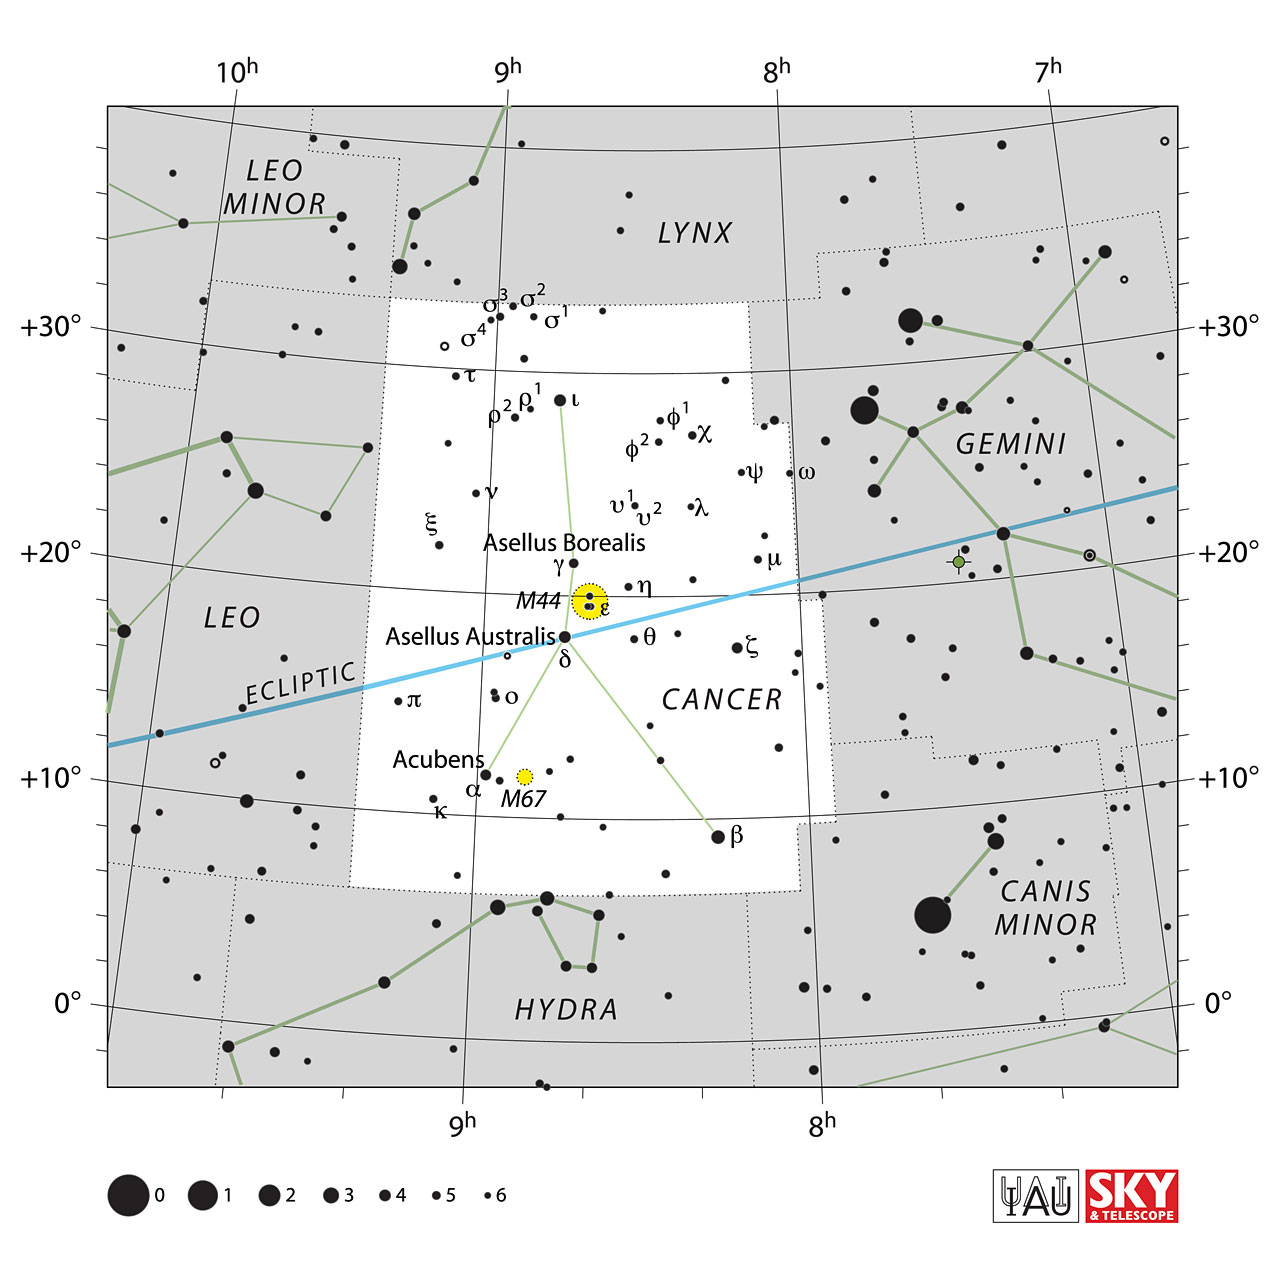 10ʰ 9ʰ 8ʰ 7ʰ
LEO
MINOR
LYNX
σ³ σ²
σ⁴ σ¹
+30° +30°
τ
ρ² ρ¹ ι
ϕ¹
ϕ² χ
GEMINI
ψ ω
ν
υ¹ υ² λ
ξ
Asellus Borealis
+20° +20°
γ μ
η
M44 ε
LEO
Asellus Australis θ ζ
δ
ECLIPTIC
π ο CANCER
Acubens
+10° +10°
α M67
κ
β
CANIS
MINOR
HYDRA
0° 0°
9ʰ 8ʰ
0 1 2 3 4 5 6
IAU
SKY
& TELESCOPE